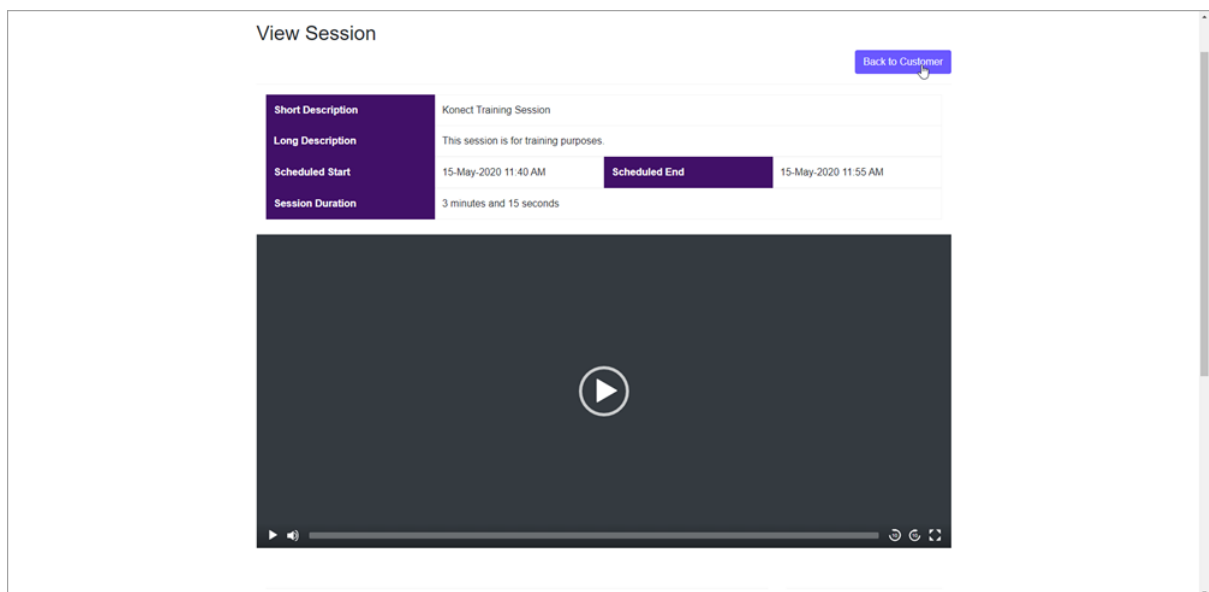 View Session
Back to Customer
Short Description Konect Training Session
Long Description This session is for training purposes.
Scheduled Start 15-May-2020 11:40 AM Scheduled End 15-May-2020 11:55 AM
Session Duration 3 minutes and 15 seconds